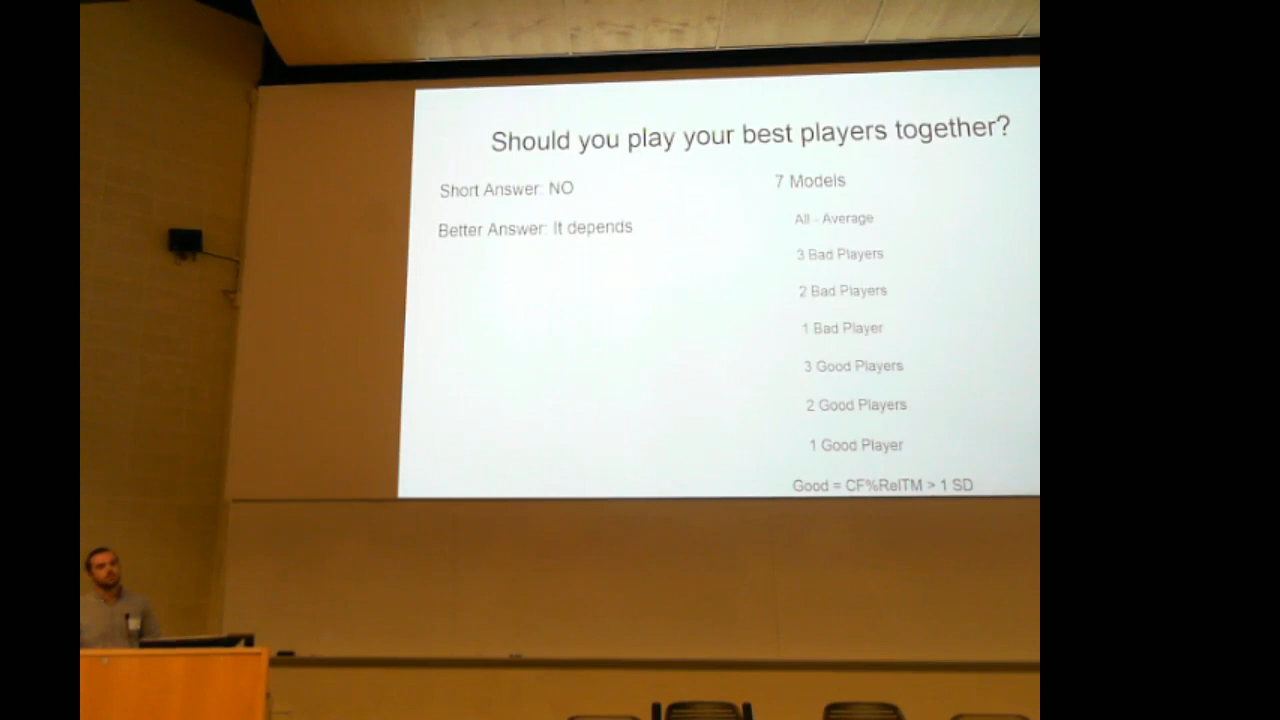 Should you play your best players together?
Short Answer: NO
Better Answer: It depends
7 Models
All - Average
3 Bad Players
2 Bad Players
1 Bad Player
3 Good Players
2 Good Players
1 Good Player
Good = CF%RelTM > 1 SD